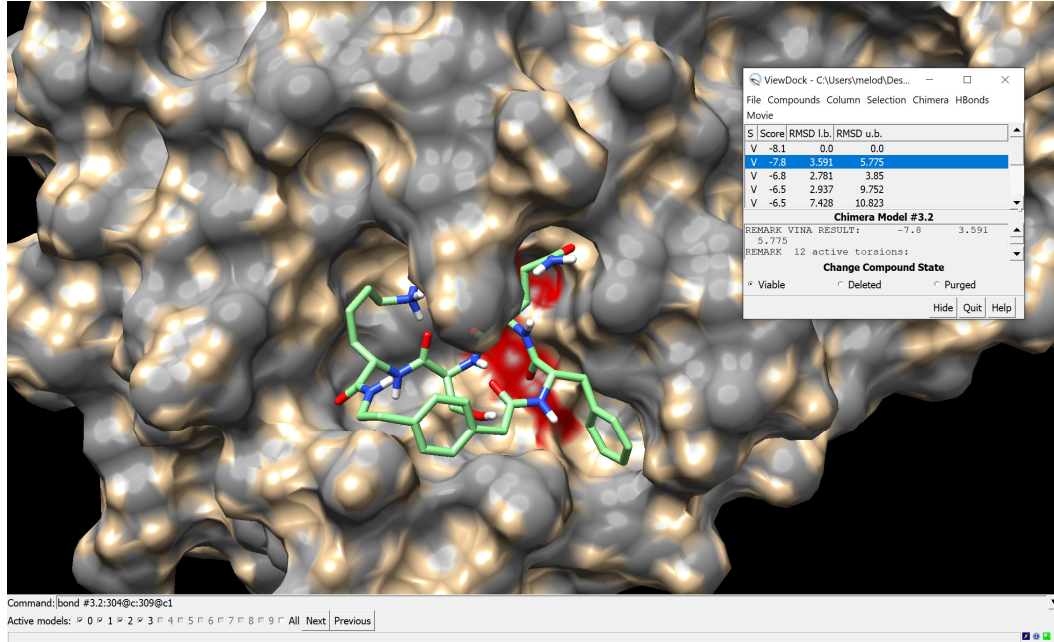 ViewDock - C:\Users\melod\Des...
File Compounds Column Selection Chimera HBonds
Movie
S Score RMSD l.b. RMSD u.b.
V -8.1 0.0 0.0
V -7.8 3.591 5.775
V -6.8 2.781 3.85
V -6.5 2.937 9.752
V -6.5 7.428 10.823
Chimera Model #3.2
REMARK VINA RESULT: -7.8 3.591
5.775
REMARK 12 active torsions:
Change Compound State
Viable Deleted Purged
Hide Quit Help
Command: bond #3.2:304@c:309@c1
Active models: 0 1 2 3 4 5 6 7 8 9 All Next Previous